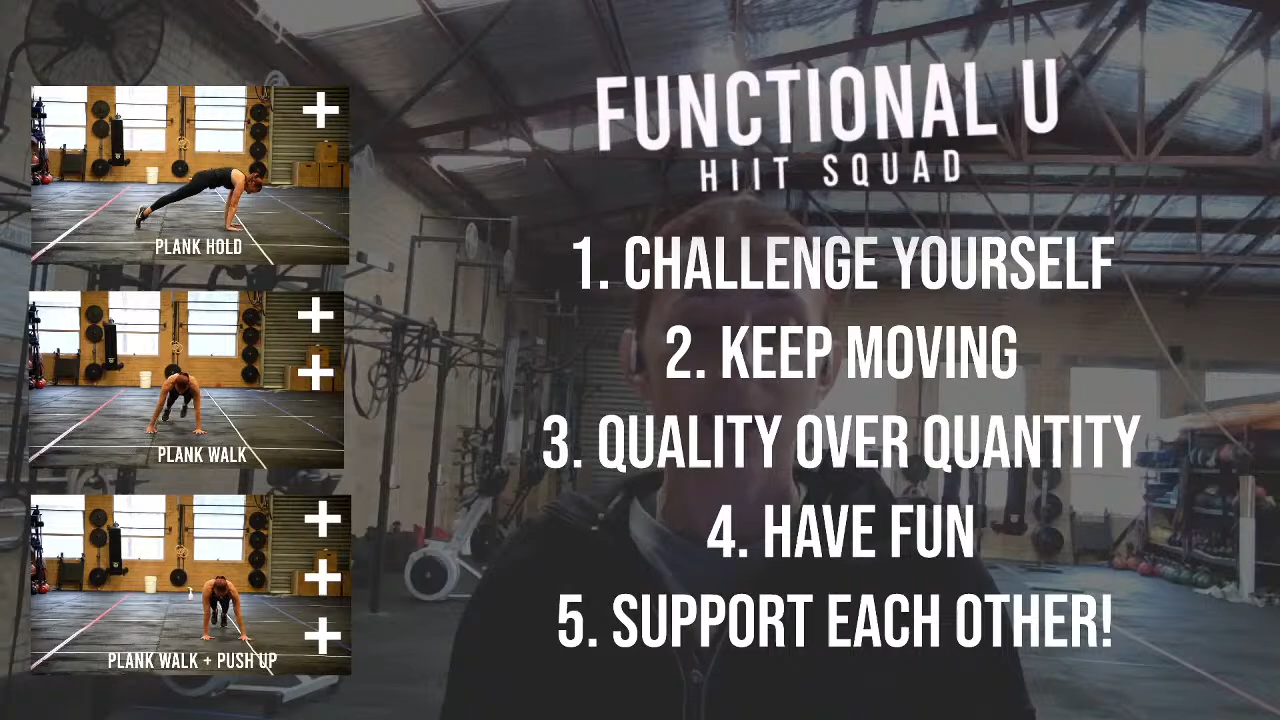 FUNCTIONAL U
HIIT SQUAD
1. CHALLENGE YOURSELF
2. KEEP MOVING
3. QUALITY OVER QUANTITY
4. HAVE FUN
5. SUPPORT EACH OTHER!
+
PLANK HOLD
+
+
PLANK WALK
+
+
+
PLANK WALK + PUSH UP